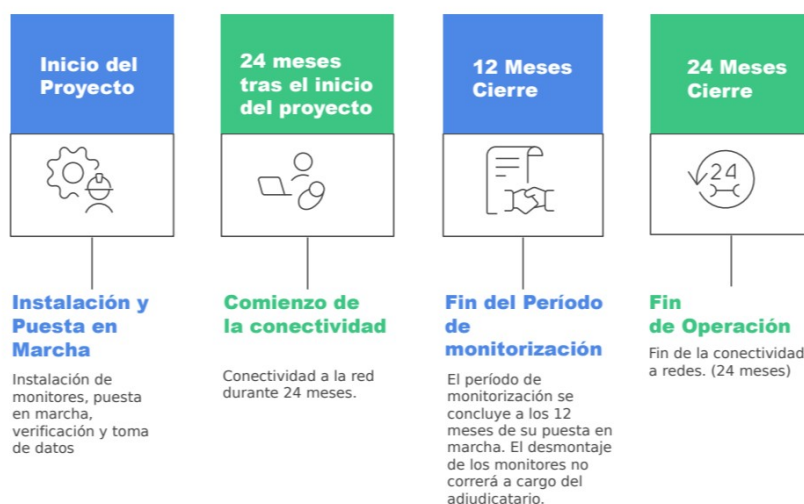 Inicio del
Proyecto
24 meses
tras el inicio
del proyecto
12 Meses
Cierre
24 Meses
Cierre
24
Instalación y
Puesta en
Marcha
Instalación de
monitores, puesta
en marcha,
verificación y toma
de datos
Comienzo de
la conectividad
Conectividad a la red
durante 24 meses.
Fin del Período
de
monitorización
El período de
monitorización se
concluye a los 12
meses de su puesta en
marcha. El desmontaje
de los monitores no
correrá a cargo del
adjudicatario.
Fin
de Operación
Fin de la conectividad
a redes. (24 meses)